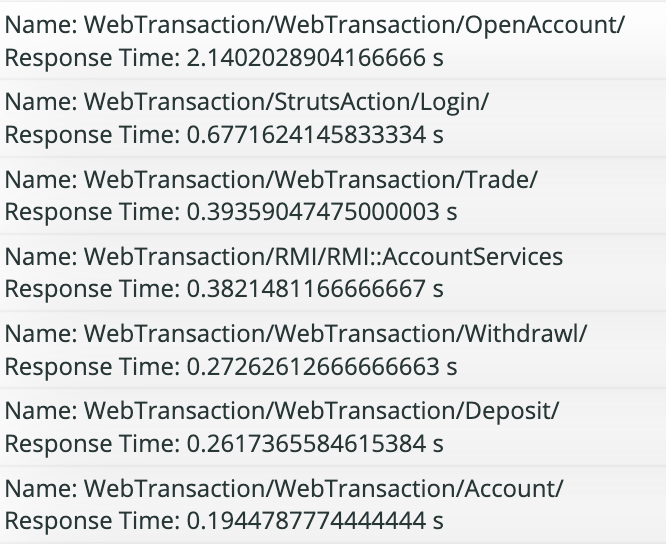 Name: WebTransaction/WebTransaction/OpenAccount/
Response Time: 2.1402028904166666 s
Name: WebTransaction/StrutsAction/Login/
Response Time: 0.6771624145833334 s
Name: WebTransaction/WebTransaction/Trade/
Response Time: 0.39359047475000003 s
Name: WebTransaction/RMI/RMI::AccountServices
Response Time: 0.3821481166666667 s
Name: WebTransaction/WebTransaction/Withdrawl/
Response Time: 0.27262612666666663 s
Name: WebTransaction/WebTransaction/Deposit/
Response Time: 0.2617365584615384 s
Name: WebTransaction/WebTransaction/Account/
Response Time: 0.1944787774444444 s